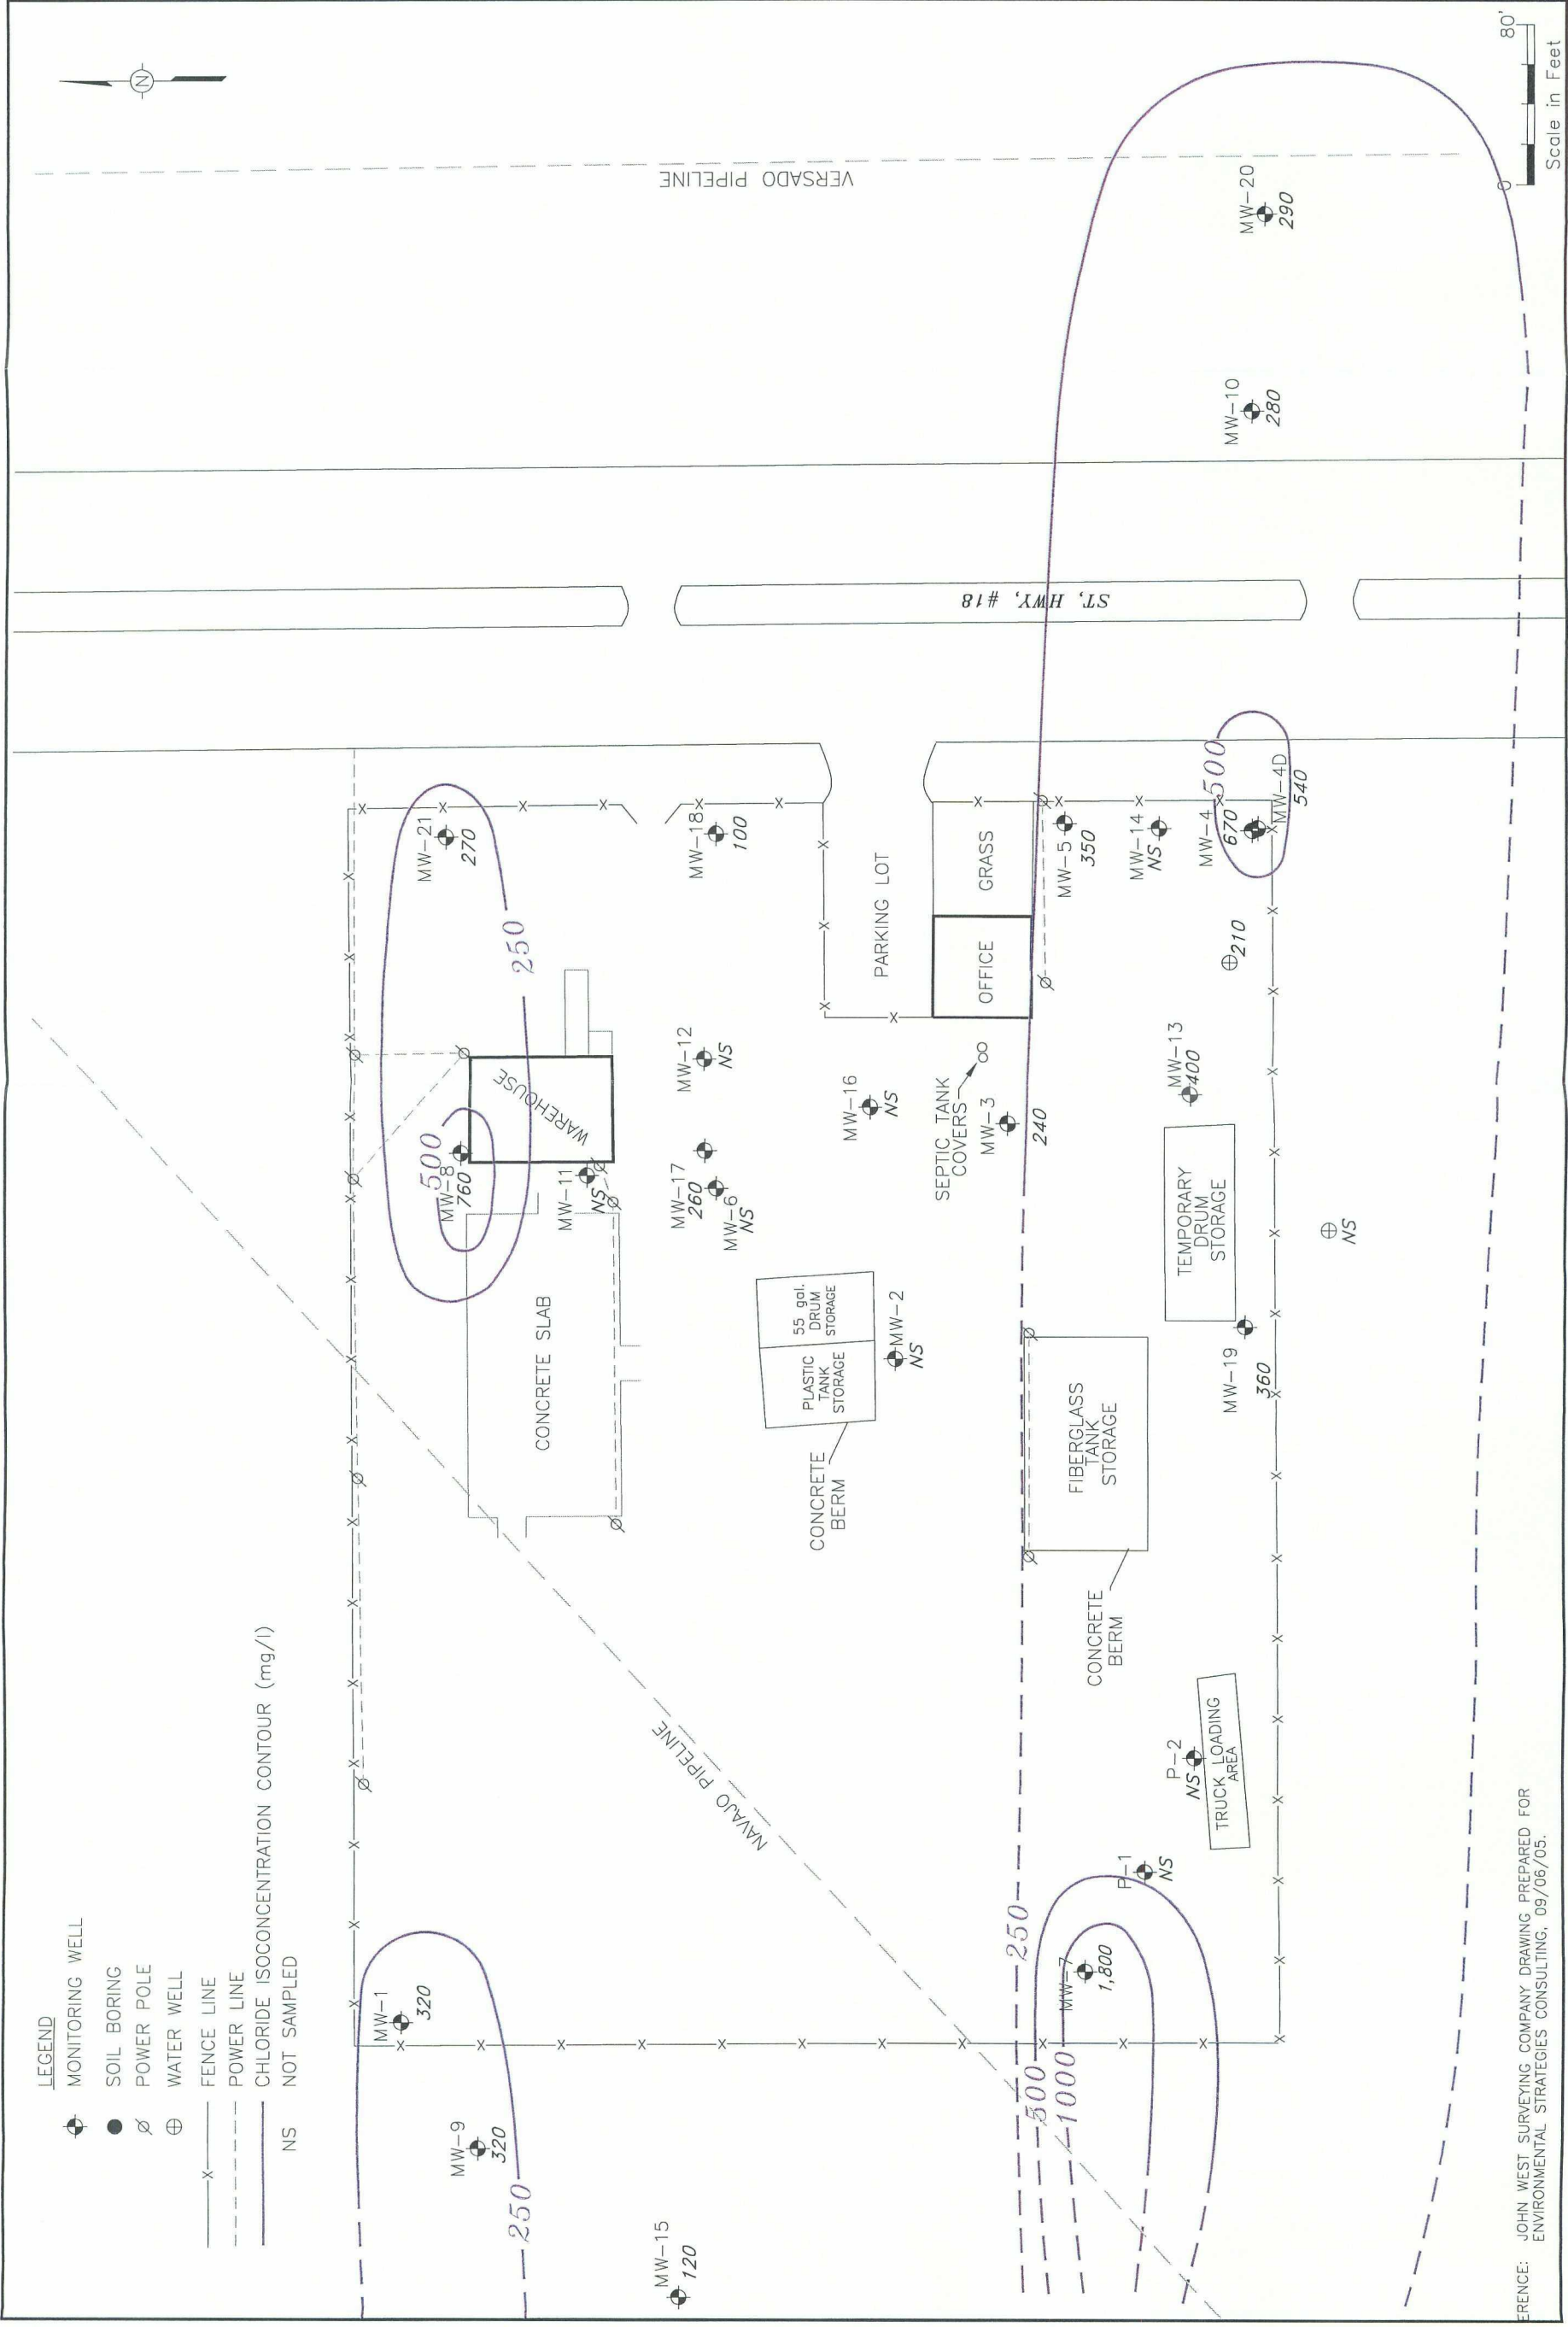 LEGEND
MONITORING WELL
SOIL BORING
POWER POLE
WATER WELL
FENCE LINE
POWER LINE
CHLORIDE ISOCONCENTRATION CONTOUR (mg/l)
NS NOT SAMPLED
N
VERSADO PIPELINE
NAVAJO PIPELINE
ST, HWY, #18
MW-1
320
MW-9
320
250
MW-15
120
500
MW-8
760
WAREHOUSE
MW-11
NS
CONCRETE SLAB
MW-21
270
250
MW-18
100
MW-12
NS
MW-17
260
MW-6
NS
MW-16
NS
PARKING LOT
55 gal.
DRUM
STORAGE
PLASTIC
TANK
STORAGE
MW-2
NS
CONCRETE
BERM
SEPTIC TANK
COVERS
MW-3
240
OFFICE
GRASS
MW-5
350
MW-14
NS
MW-4
670
500
MW-4D
540
210
MW-13
400
TEMPORARY
DRUM
STORAGE
NS
MW-19
360
FIBERGLASS
TANK
STORAGE
CONCRETE
BERM
P-2
NS
TRUCK LOADING
AREA
P-1
NS
250
500
1000
MW-7
1,800
MW-10
280
MW-20
290
0
80'
Scale in Feet
ERENCE: JOHN WEST SURVEYING COMPANY DRAWING PREPARED FOR
ENVIRONMENTAL STRATEGIES CONSULTING, 09/06/05.